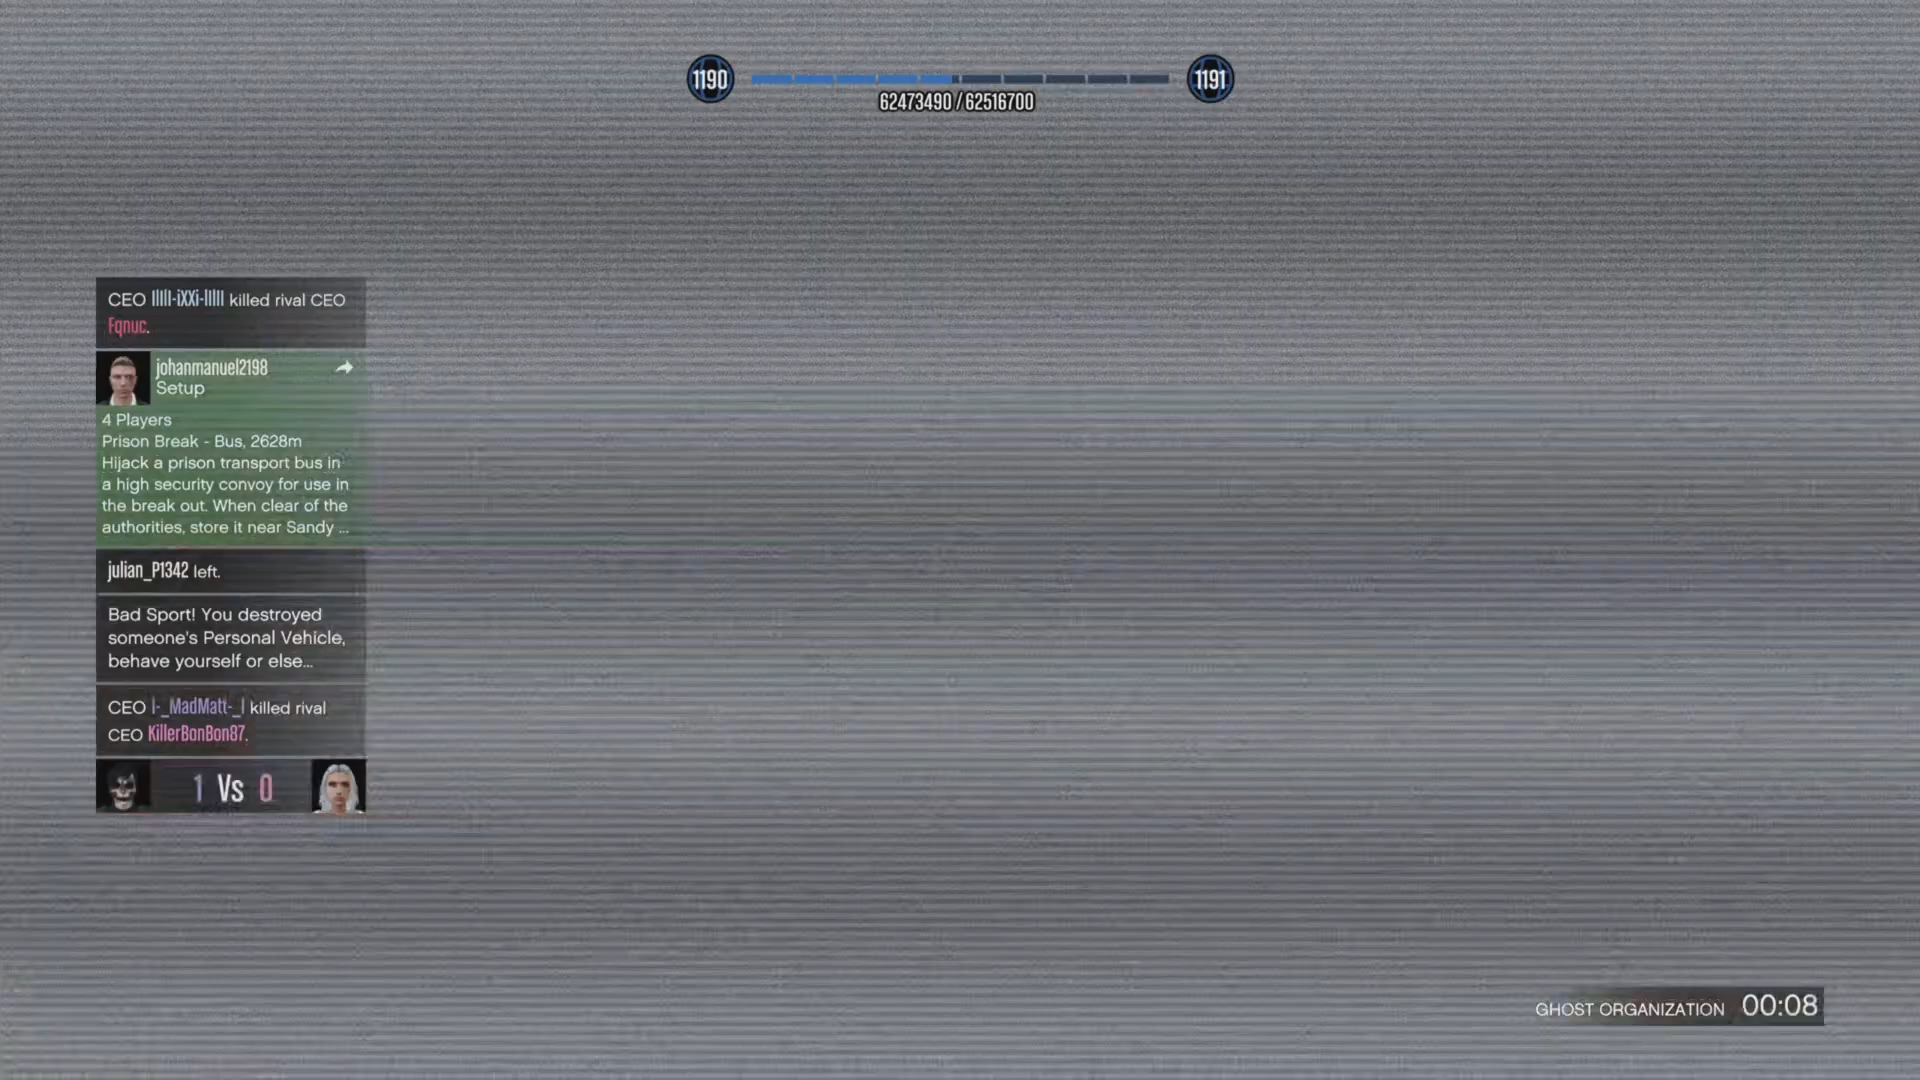 1190
1191
62473490 / 62516700
CEO IIIIII-iXXi-IIIII killed rival CEO
Fqnuc.
johanmanuel2198
Setup
4 Players
Prison Break - Bus, 2628m
Hijack a prison transport bus in
a high security convoy for use in
the break out. When clear of the
authorities, store it near Sandy ...
julian_P1342 left.
Bad Sport! You destroyed
someone's Personal Vehicle,
behave yourself or else...
CEO I-_MadMatt-_I killed rival
CEO KillerBonBon87.
1 Vs 0
GHOST ORGANIZATION 00:08